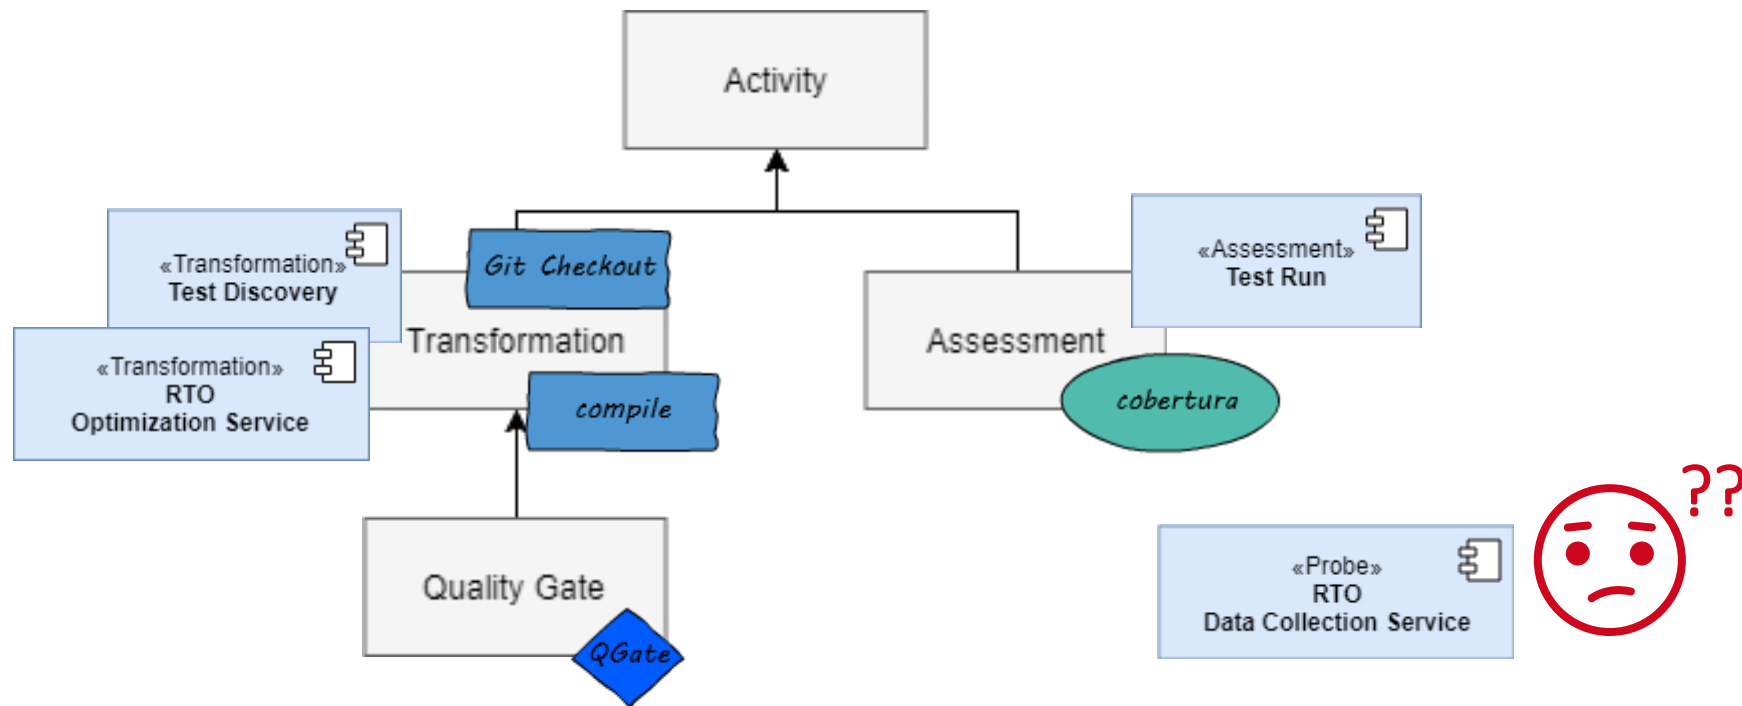 Activity
«Transformation»
Test Discovery
Git Checkout
«Assessment»
Test Run
Transformation
Assessment
«Transformation»
RTO
Optimization Service
compile
cobertura
??
Quality Gate
QGate
«Probe»
RTO
Data Collection Service